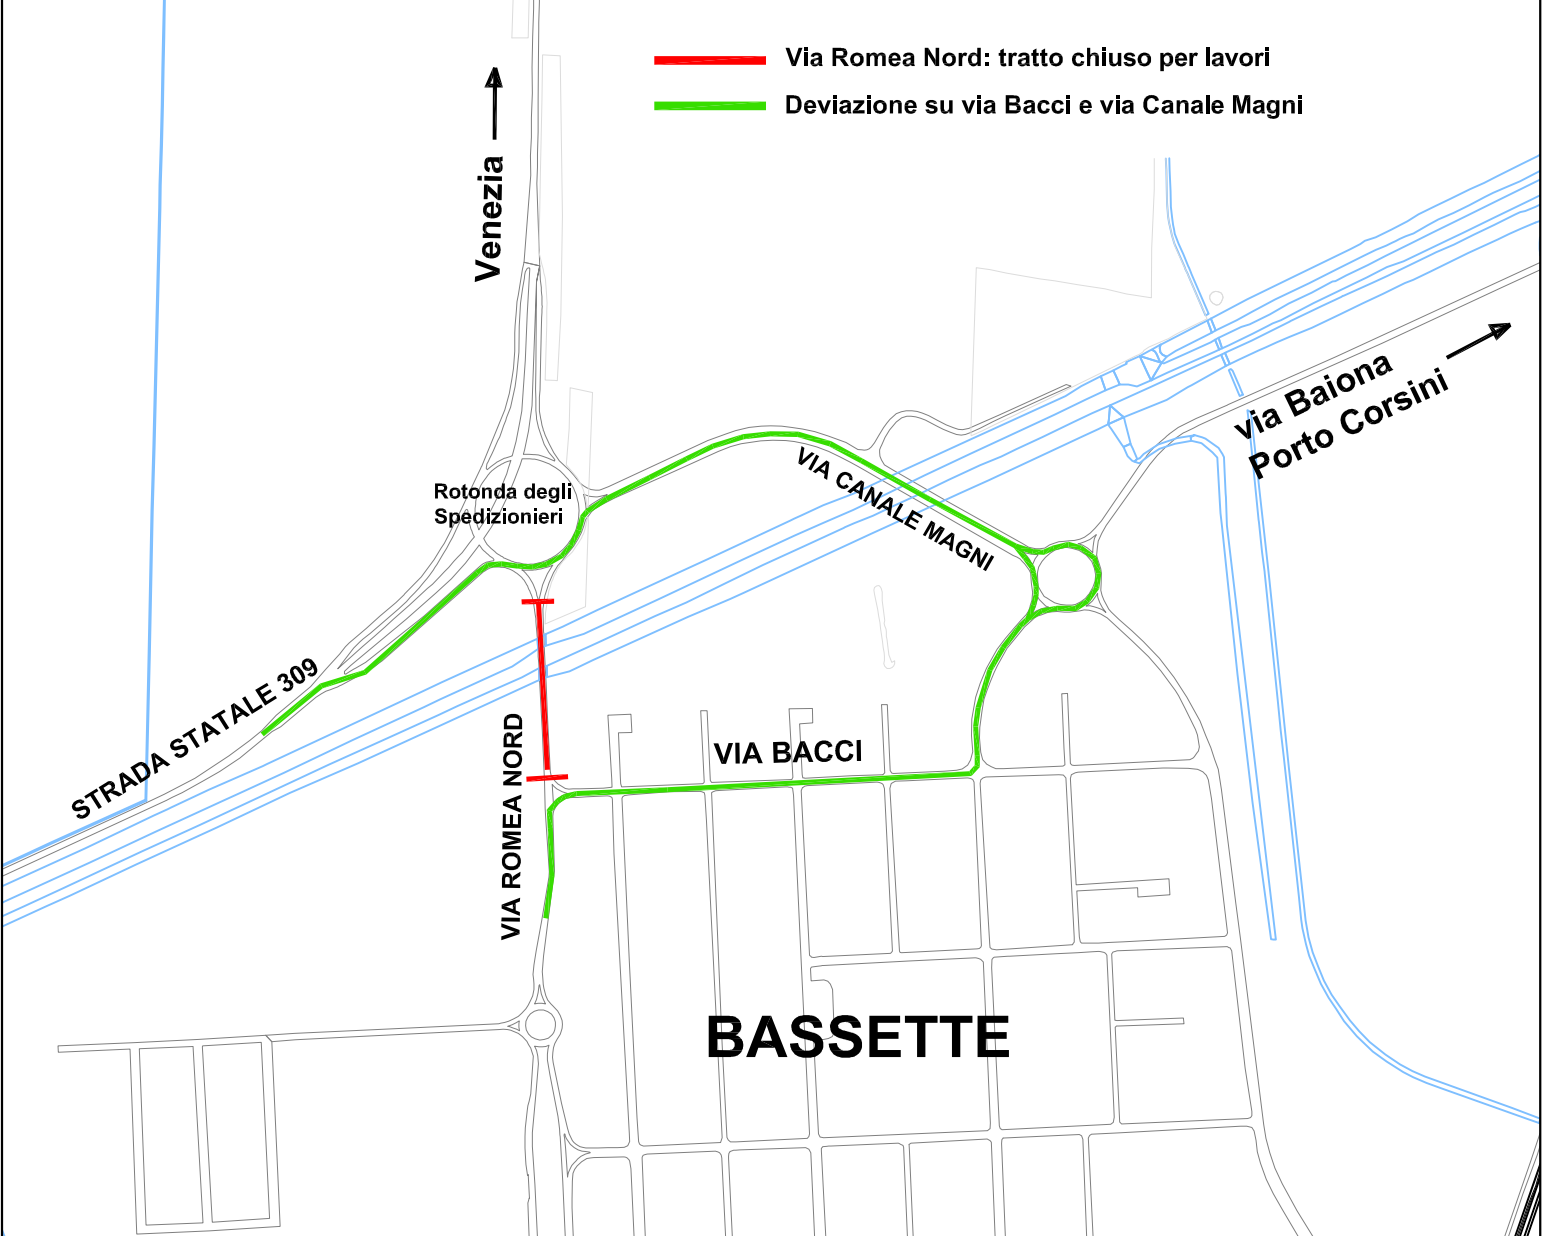 Via Romea Nord: tratto chiuso per lavori
Deviazione su via Bacci e via Canale Magni
Venezia
via Baiona
Porto Corsini
VIA CANALE MAGNI
Rotonda degli
Spedizionieri
STRADA STATALE 309
VIA ROMEA NORD
VIA BACCI
BASSETTE